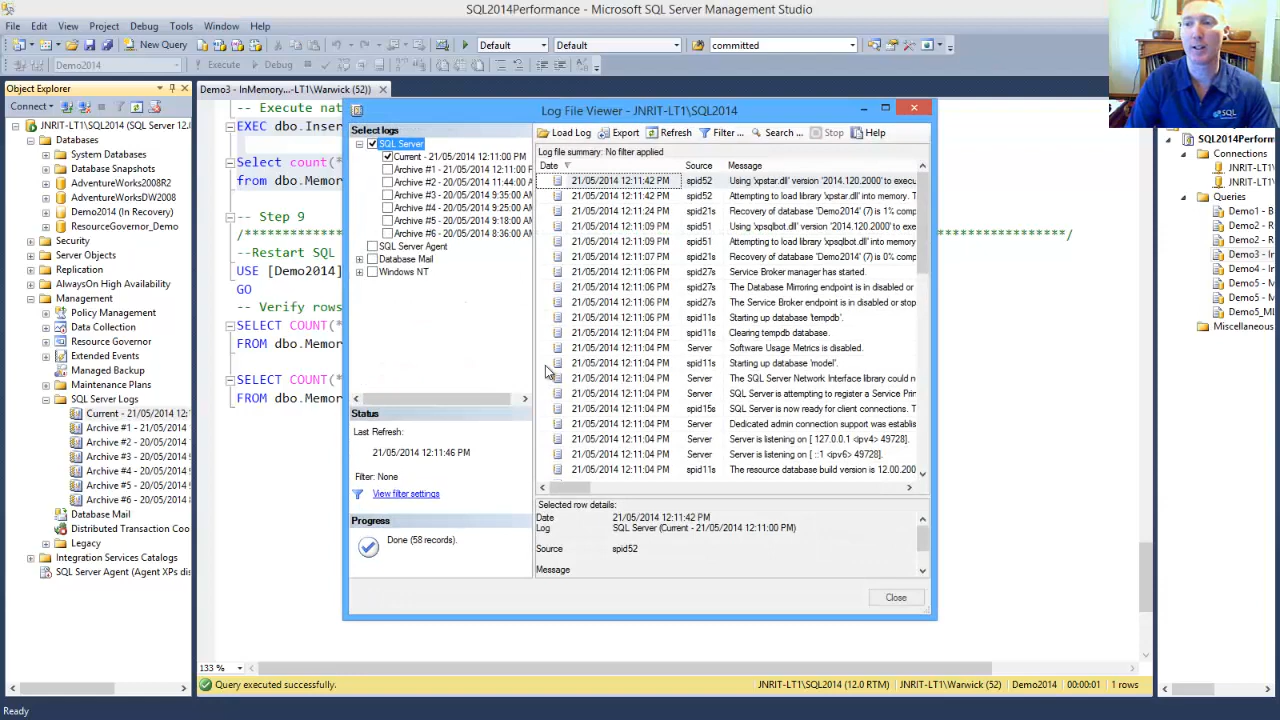 SQL2014Performance - Microsoft SQL Server Management Studio
File Edit View Project Debug Tools Window Help
New Query Default Default committed
Demo2014 Execute Debug
Object Explorer
Connect
JNRIT-LT1\SQL2014 (SQL Server 12.
Databases
System Databases
Database Snapshots
AdventureWorks2008R2
AdventureWorksDW2008
Demo2014 (In Recovery)
ResourceGovernor_Demo
Security
Server Objects
Replication
AlwaysOn High Availability
Management
Policy Management
Data Collection
Resource Governor
Extended Events
Managed Backup
Maintenance Plans
SQL Server Logs
Current - 21/05/2014 12:
Archive #1 - 21/05/2014
Archive #2 - 20/05/2014
Archive #3 - 20/05/2014
Archive #4 - 20/05/2014
Archive #5 - 20/05/2014
Archive #6 - 20/05/2014
Database Mail
Distributed Transaction Coo
Legacy
Integration Services Catalogs
SQL Server Agent (Agent XPs dis
Demo3 - InMemory...-LT1\Warwick (52))
-- Execute nat
EXEC dbo.Inser
Select count(*
from dbo.Memor
-- Step 9
/************
******************/
--Restart SQL
USE [Demo2014]
GO
-- Verify rows
SELECT COUNT(*
FROM dbo.Memor
SELECT COUNT(*
FROM dbo.Memor
133 %
Query executed successfully.
JNRIT-LT1\SQL2014 (12.0 RTM) JNRIT-LT1\Warwick (52) Demo2014 00:00:01 1 rows
Ready
Log File Viewer - JNRIT-LT1\SQL2014
Select logs
SQL Server
Current - 21/05/2014 12:11:00 PM
Archive #1 - 21/05/2014 12:11:00 P
Archive #2 - 20/05/2014 11:44:00 A
Archive #3 - 20/05/2014 9:35:00 AM
Archive #4 - 20/05/2014 9:25:00 AM
Archive #5 - 20/05/2014 9:18:00 AM
Archive #6 - 20/05/2014 8:36:00 AM
SQL Server Agent
Database Mail
Windows NT
Status
Last Refresh:
21/05/2014 12:11:46 PM
Filter: None
View filter settings
Progress
Done (58 records).
Load Log Export Refresh Filter ... Search ... Stop Help
Log file summary: No filter applied
Date Source Message
21/05/2014 12:11:42 PM spid52 Using 'xpstar.dll' version '2014.120.2000' to execu
21/05/2014 12:11:42 PM spid52 Attempting to load library 'xpstar.dll' into memory. T
21/05/2014 12:11:24 PM spid21s Recovery of database 'Demo2014' (7) is 1% comp
21/05/2014 12:11:09 PM spid51 Using 'xpsqlbot.dll' version '2014.120.2000' to exe
21/05/2014 12:11:09 PM spid51 Attempting to load library 'xpsqlbot.dll' into memory
21/05/2014 12:11:07 PM spid21s Recovery of database 'Demo2014' (7) is 0% comp
21/05/2014 12:11:06 PM spid27s Service Broker manager has started.
21/05/2014 12:11:06 PM spid27s The Database Mirroring endpoint is in disabled or
21/05/2014 12:11:06 PM spid27s The Service Broker endpoint is in disabled or stop
21/05/2014 12:11:06 PM spid11s Starting up database 'tempdb'.
21/05/2014 12:11:04 PM spid11s Clearing tempdb database.
21/05/2014 12:11:04 PM Server Software Usage Metrics is disabled.
21/05/2014 12:11:04 PM spid11s Starting up database 'model'.
21/05/2014 12:11:04 PM Server The SQL Server Network Interface library could n
21/05/2014 12:11:04 PM Server SQL Server is attempting to register a Service Prin
21/05/2014 12:11:04 PM spid15s SQL Server is now ready for client connections. T
21/05/2014 12:11:04 PM Server Dedicated admin connection support was establis
21/05/2014 12:11:04 PM Server Server is listening on [ 127.0.0.1 <ipv4> 49728].
21/05/2014 12:11:04 PM Server Server is listening on [ ::1 <ipv6> 49728].
21/05/2014 12:11:04 PM spid11s The resource database build version is 12.00.200
Selected row details:
Date 21/05/2014 12:11:42 PM
Log SQL Server (Current - 21/05/2014 12:11:00 PM)
Source spid52
Message
Close
SQL2014Performanc
Connections
JNRIT-LT1\
JNRIT-LT1\
Queries
Demo1 - B
Demo2 - R
Demo2 - R
Demo3 - I
Demo4 - I
Demo5 - M
Demo5 - M
Demo5_ML
Miscellaneous